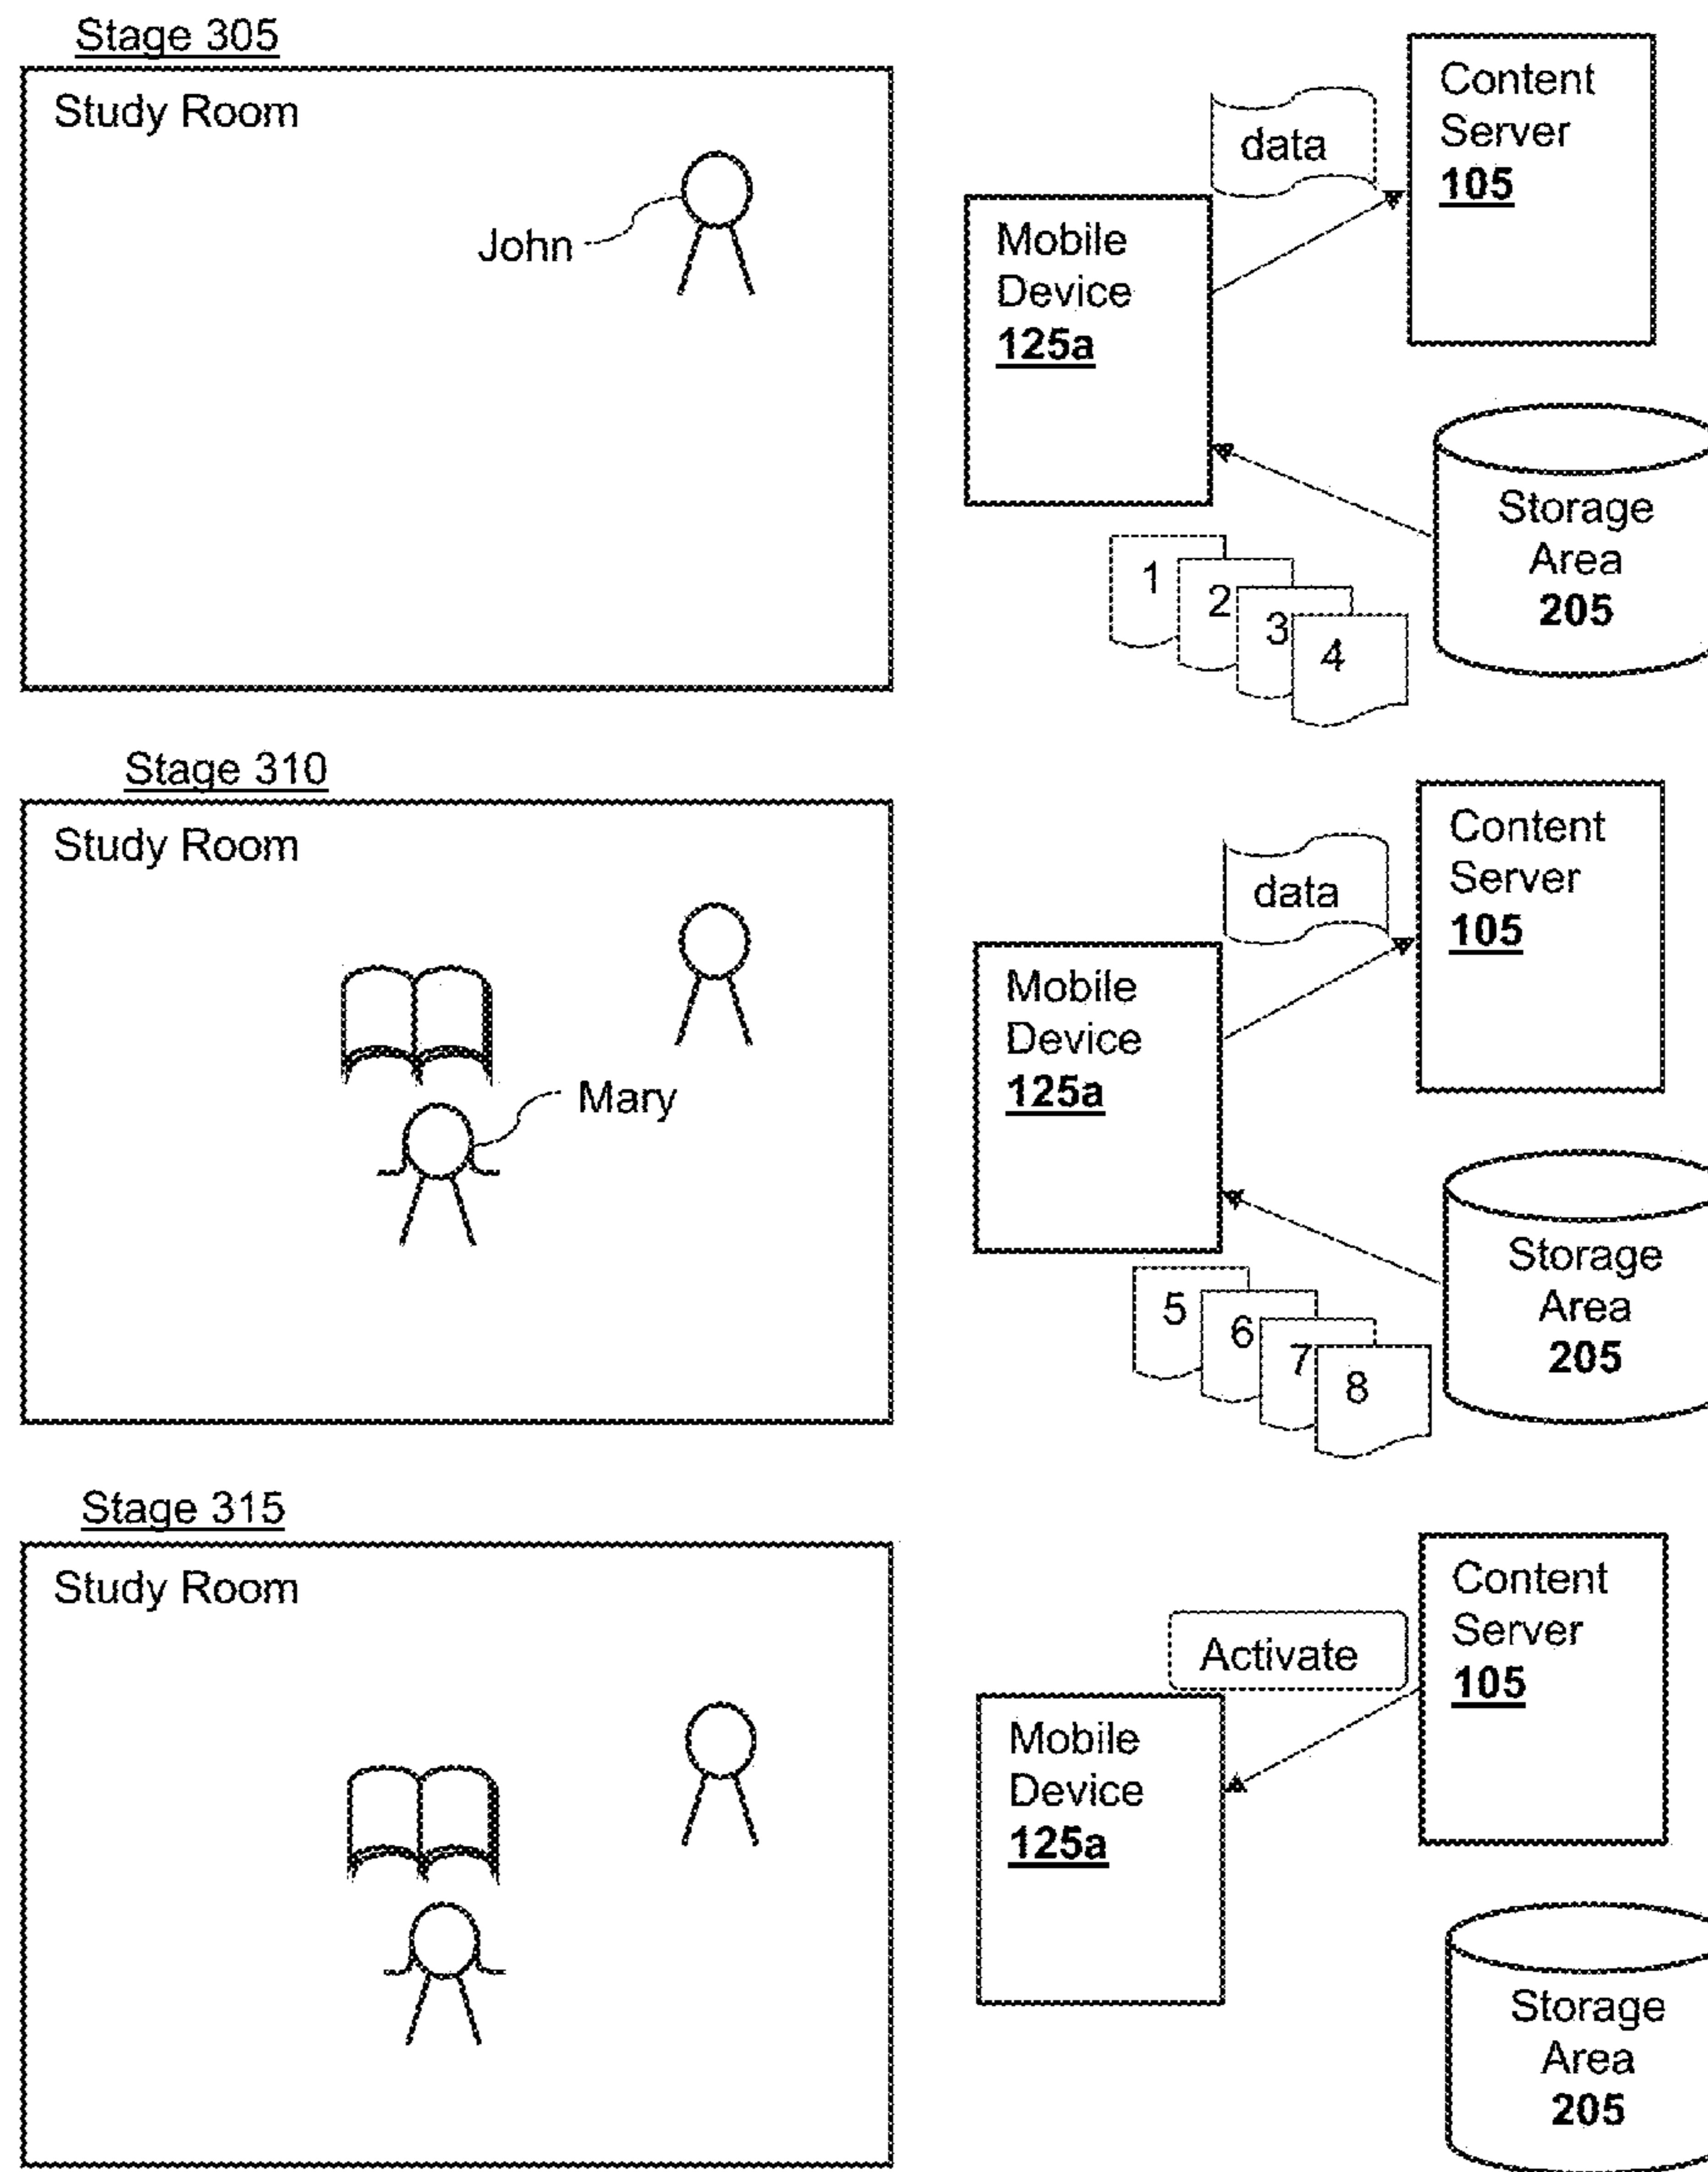 Stage 305
Study Room
John
data
Content
Server
105
Mobile
Device
125a
Storage
Area
205
1
2
3
4
Stage 310
Study Room
Mary
data
Content
Server
105
Mobile
Device
125a
Storage
Area
205
5
6
7
8
Stage 315
Study Room
Activate
Content
Server
105
Mobile
Device
125a
Storage
Area
205